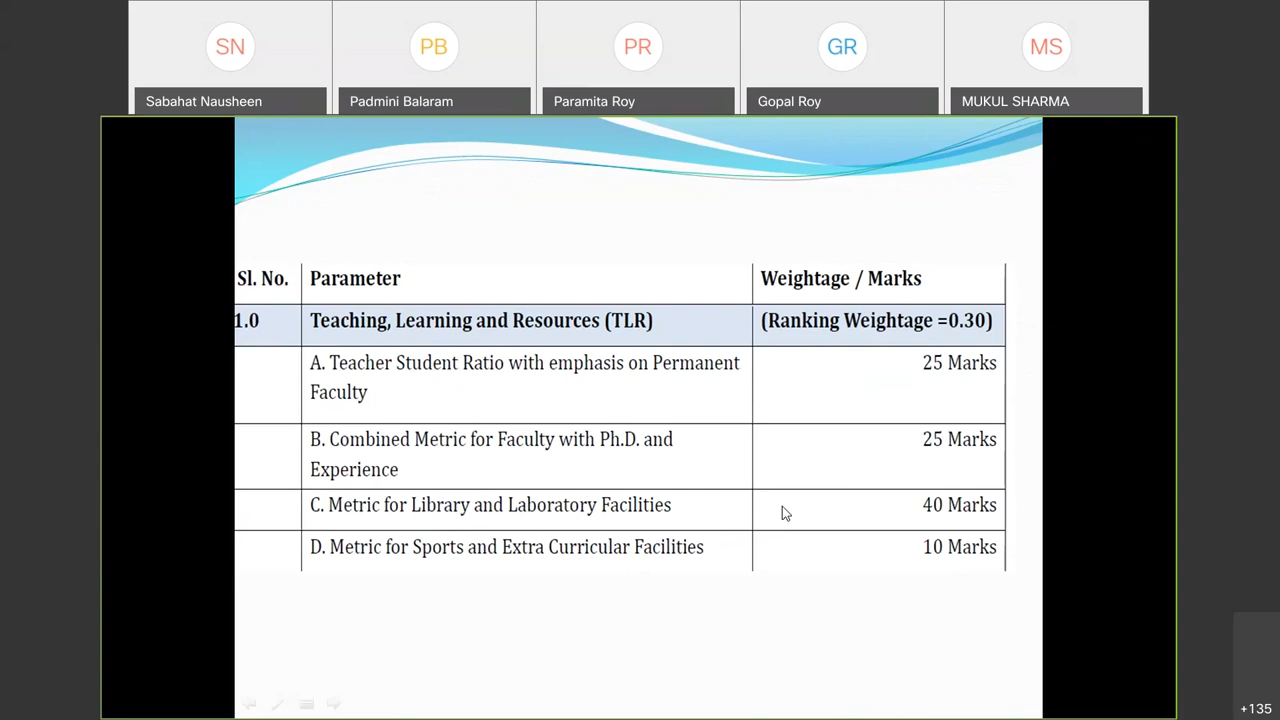 SN
PB
PR
GR
MS
Sabahat Nausheen
Padmini Balaram
Paramita Roy
Gopal Roy
MUKUL SHARMA
Sl. No.
Parameter
Weightage / Marks
1.0
Teaching, Learning and Resources (TLR)
(Ranking Weightage =0.30)
A. Teacher Student Ratio with emphasis on Permanent
Faculty
25 Marks
B. Combined Metric for Faculty with Ph.D. and
Experience
25 Marks
C. Metric for Library and Laboratory Facilities
40 Marks
D. Metric for Sports and Extra Curricular Facilities
10 Marks
+135